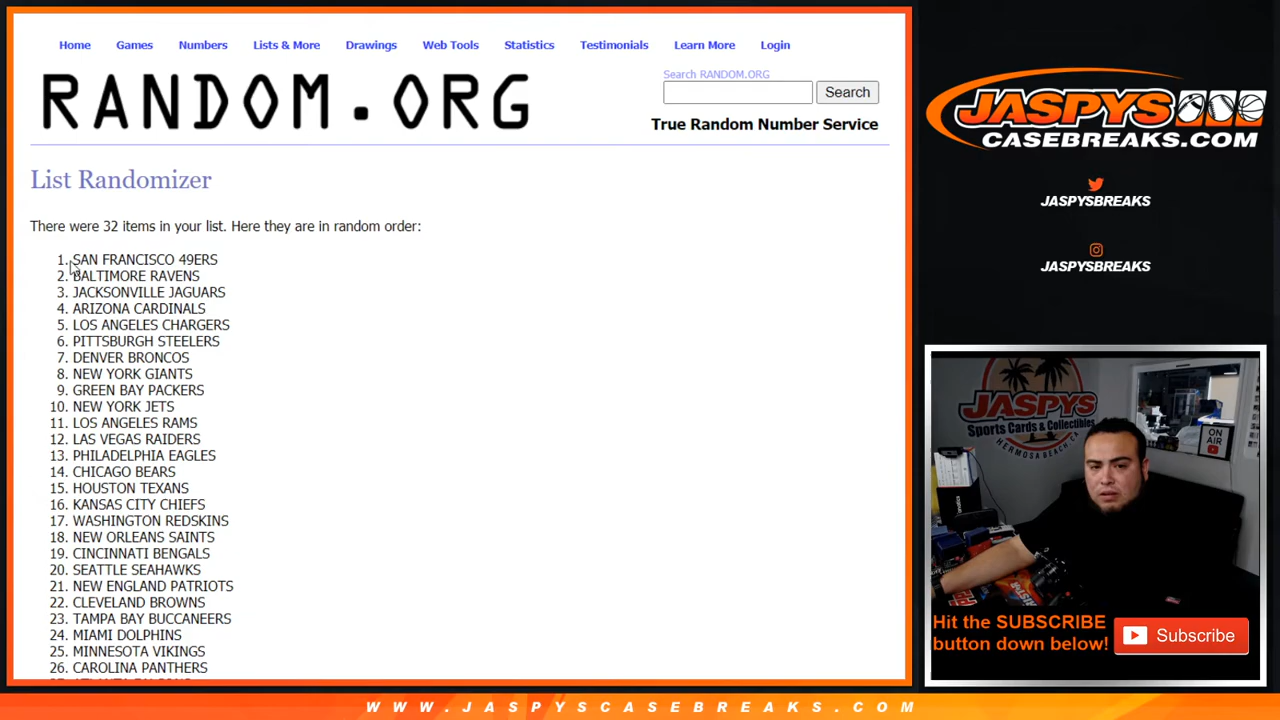 Home Games Numbers Lists & More Drawings Web Tools Statistics Testimonials Learn More Login
RANDOM.ORG
Search RANDOM.ORG
Search
True Random Number Service
List Randomizer
There were 32 items in your list. Here they are in random order:
1. SAN FRANCISCO 49ERS
2. BALTIMORE RAVENS
3. JACKSONVILLE JAGUARS
4. ARIZONA CARDINALS
5. LOS ANGELES CHARGERS
6. PITTSBURGH STEELERS
7. DENVER BRONCOS
8. NEW YORK GIANTS
9. GREEN BAY PACKERS
10. NEW YORK JETS
11. LOS ANGELES RAMS
12. LAS VEGAS RAIDERS
13. PHILADELPHIA EAGLES
14. CHICAGO BEARS
15. HOUSTON TEXANS
16. KANSAS CITY CHIEFS
17. WASHINGTON REDSKINS
18. NEW ORLEANS SAINTS
19. CINCINNATI BENGALS
20. SEATTLE SEAHAWKS
21. NEW ENGLAND PATRIOTS
22. CLEVELAND BROWNS
23. TAMPA BAY BUCCANEERS
24. MIAMI DOLPHINS
25. MINNESOTA VIKINGS
26. CAROLINA PANTHERS
JASPYS
CASEBREAKS.COM
JASPYSBREAKS
JASPYSBREAKS
JASPYS
Sports Cards & Collectibles
HERMOSA BEACH, CA
ON
AIR
Hit the SUBSCRIBE
button down below!
Subscribe
WWW.JASPYSCASEBREAKS.COM